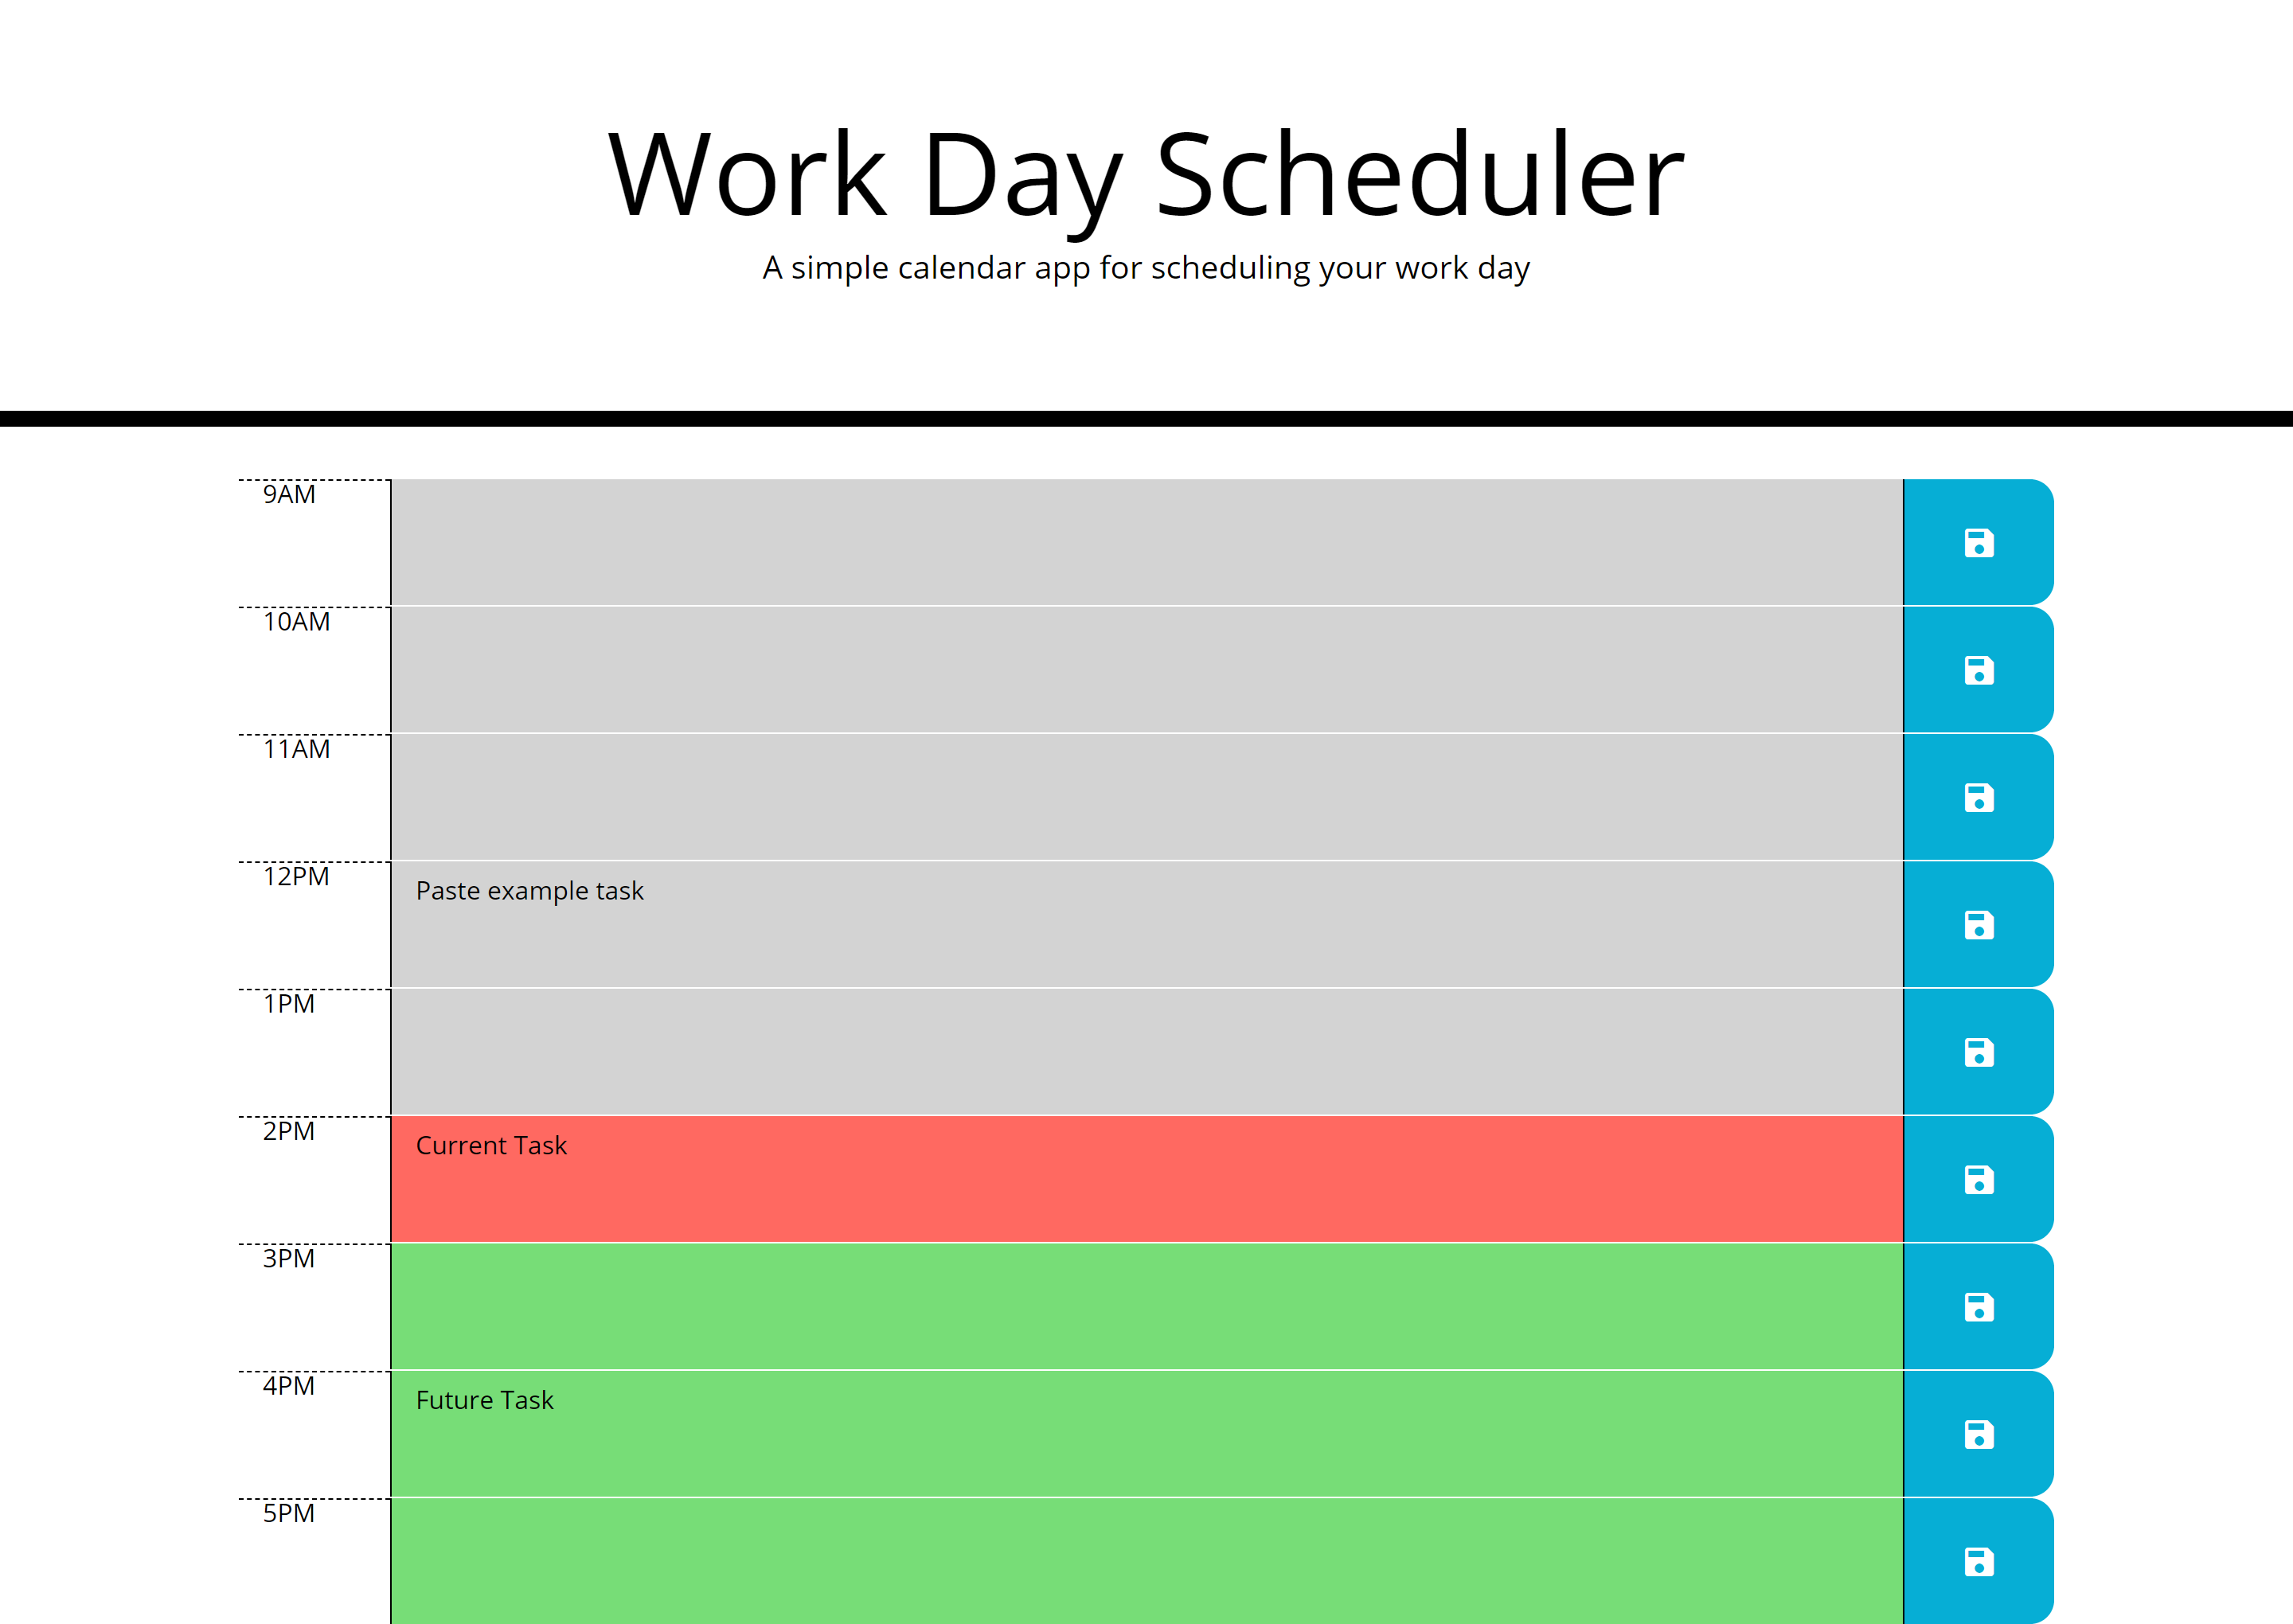 Work Day Scheduler
A simple calendar app for scheduling your work day
9AM
10AM
11AM
12PM
Paste example task
1PM
2PM
Current Task
3PM
4PM
Future Task
5PM